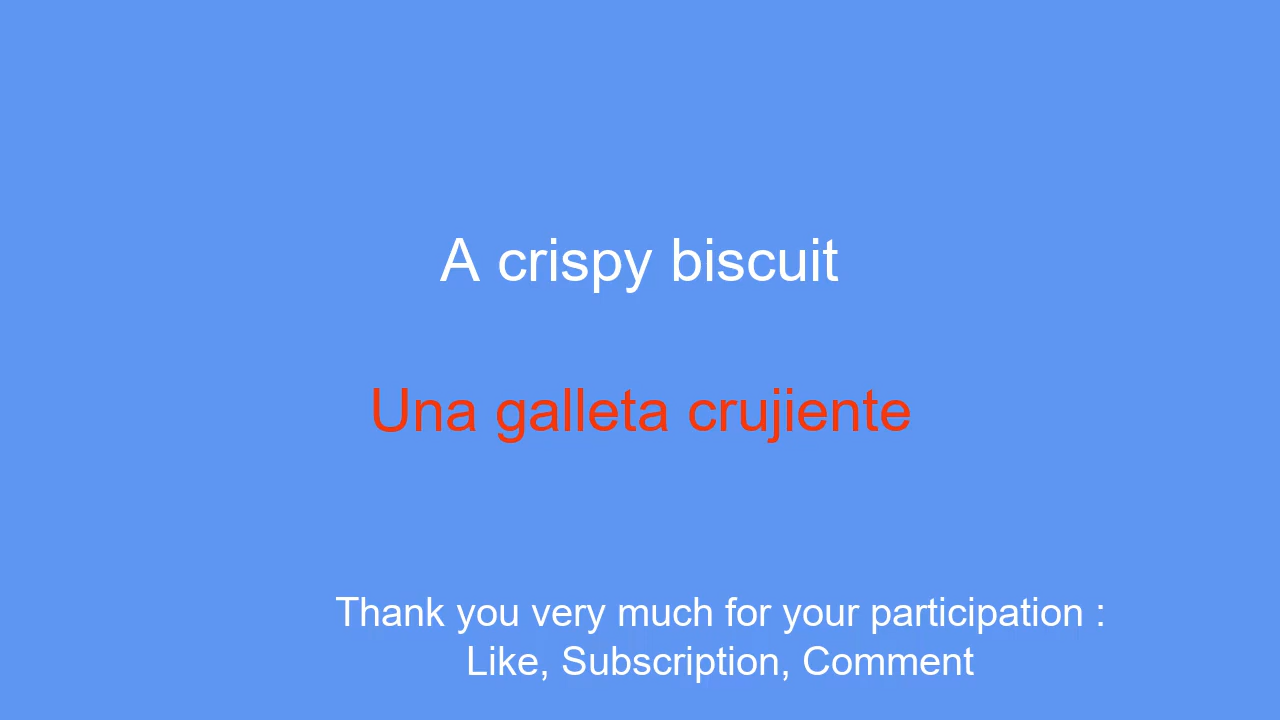 A crispy biscuit
Una galleta crujiente
Thank you very much for your participation :
Like, Subscription, Comment